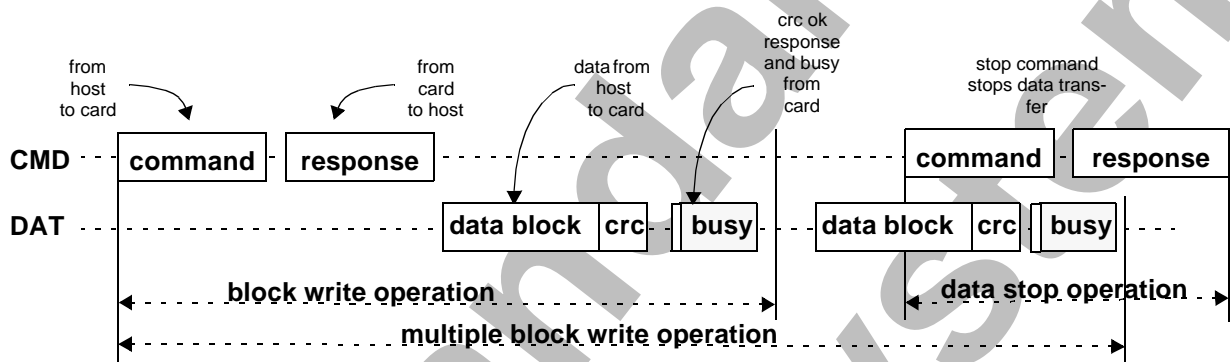 crc ok
response
and busy
from
card
from
host
to card
from
card
to host
data from
host
to card
stop command
stops data trans-
fer
CMD command response command response
DAT data block crc busy data block crc busy
block write operation data stop operation
multiple block write operation